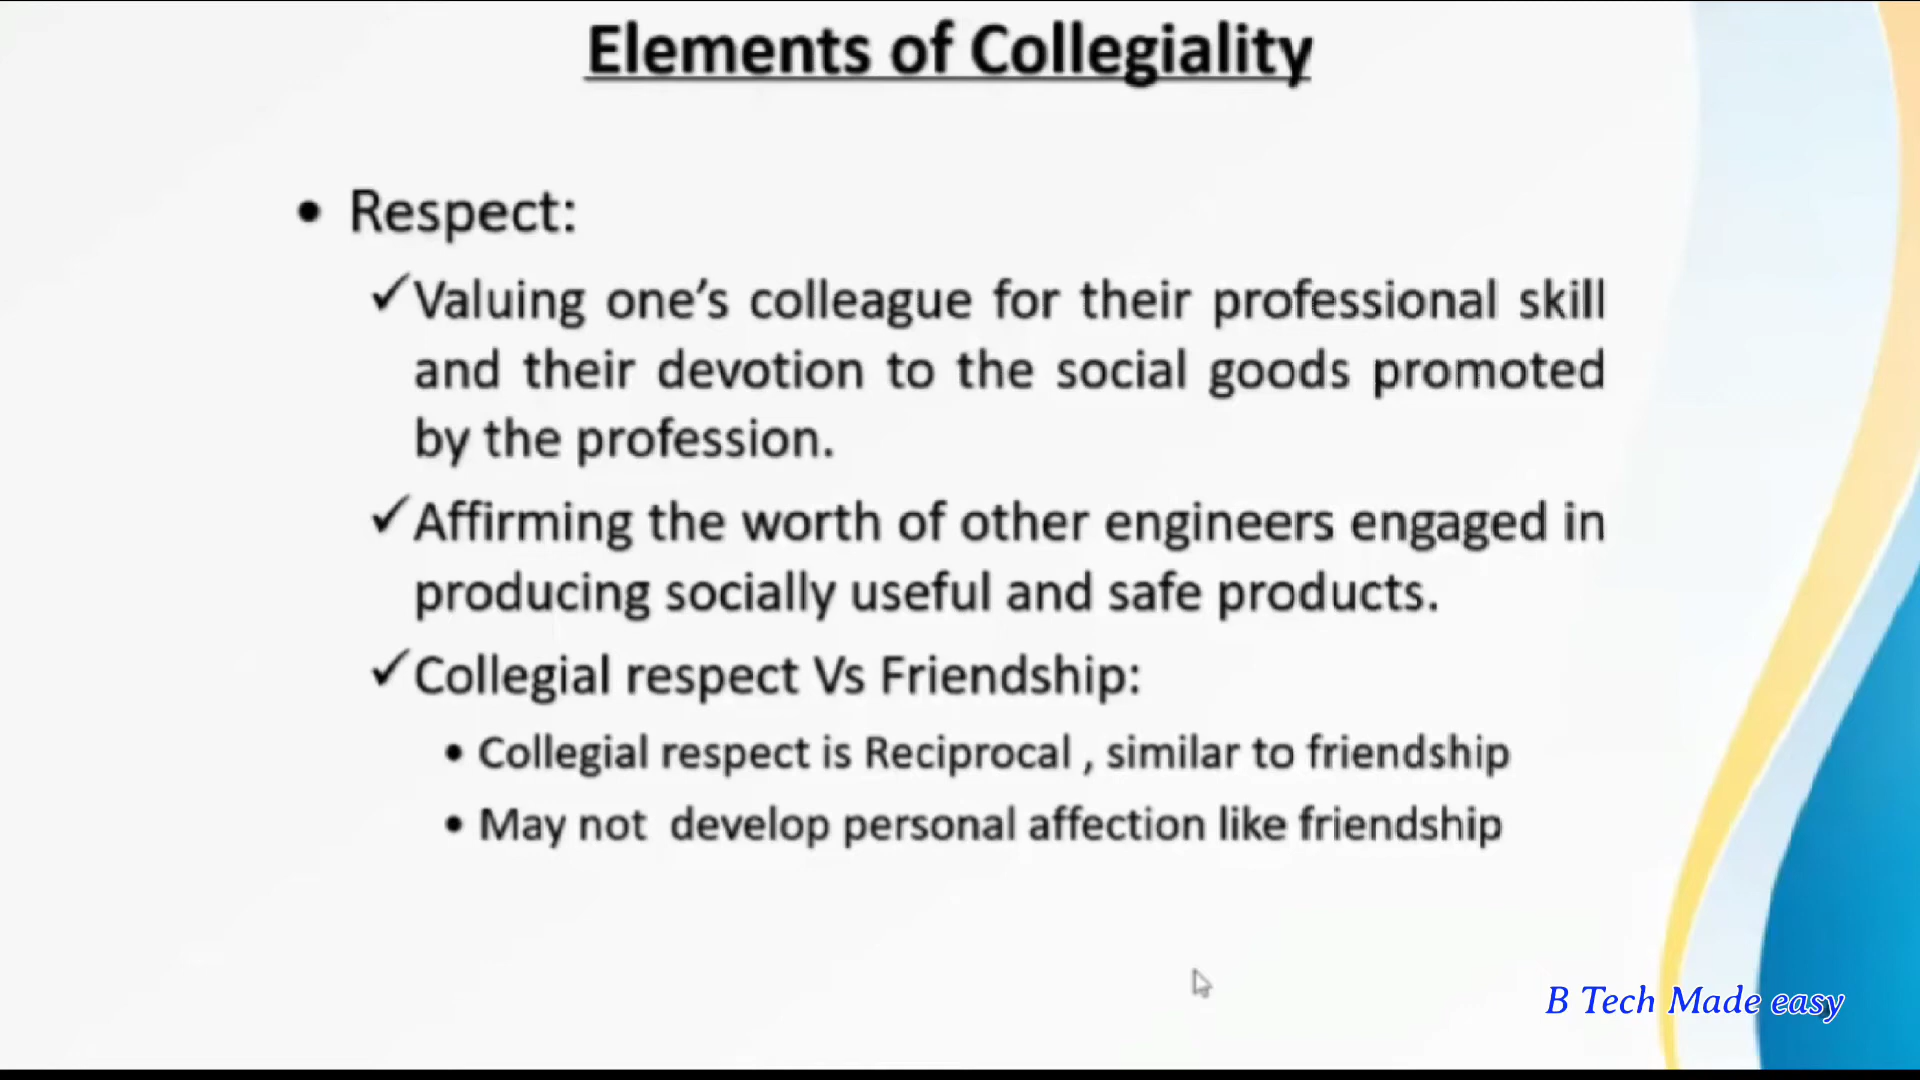 Elements of Collegiality
• Respect:
✓Valuing one’s colleague for their professional skill
and their devotion to the social goods promoted
by the profession.
✓Affirming the worth of other engineers engaged in
producing socially useful and safe products.
✓Collegial respect Vs Friendship:
• Collegial respect is Reciprocal , similar to friendship
• May not develop personal affection like friendship
B Tech Made easy